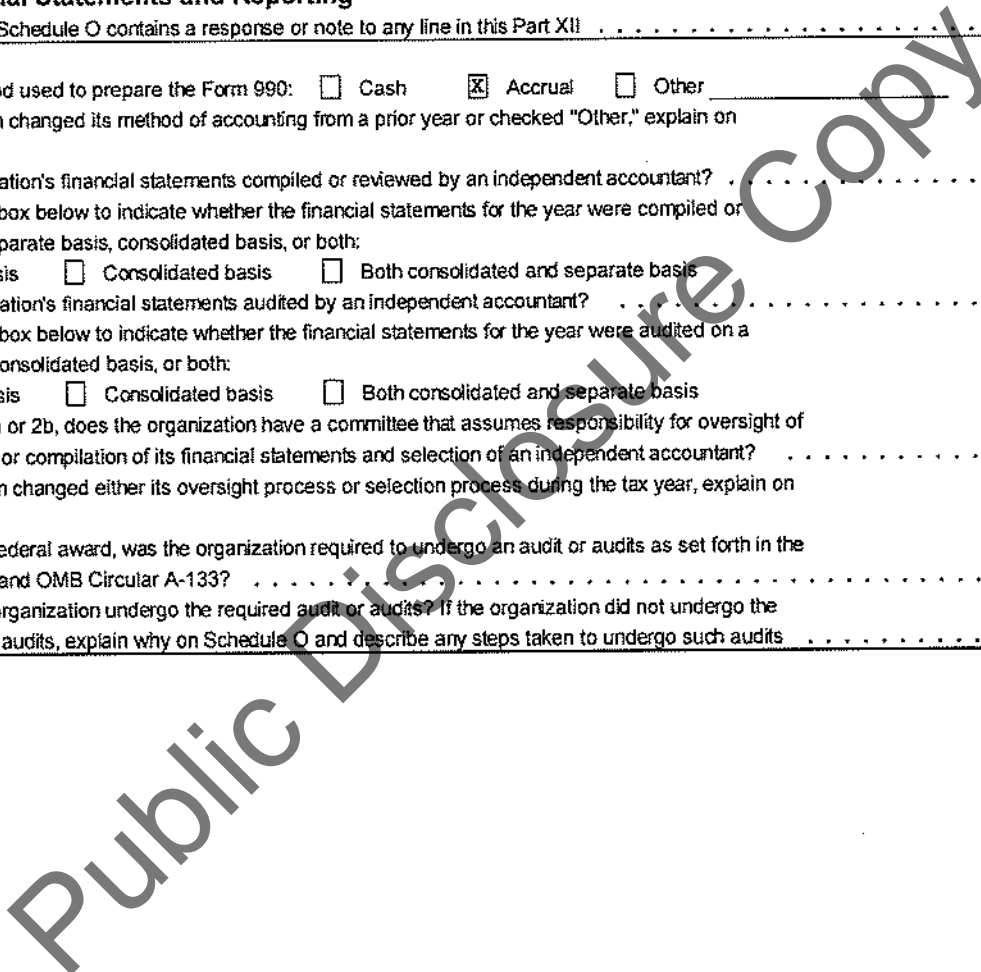 al Statements and Reporting
Schedule O contains a response or note to any line in this Part XII . . . . . . . . . . . . . . . . . . . .
d used to prepare the Form 990: ☐ Cash ☒ Accrual ☐ Other
n changed its method of accounting from a prior year or checked "Other," explain on
ation's financial statements compiled or reviewed by an independent accountant? . . . . . . . . . . . . . . .
box below to indicate whether the financial statements for the year were compiled or
parate basis, consolidated basis, or both:
sis ☐ Consolidated basis ☐ Both consolidated and separate basis
ation's financial statements audited by an independent accountant? . . . . . . . . . . . . . . . . . . . . . .
box below to indicate whether the financial statements for the year were audited on a
onsolidated basis, or both:
sis ☐ Consolidated basis ☐ Both consolidated and separate basis
or 2b, does the organization have a committee that assumes responsibility for oversight of
or compilation of its financial statements and selection of an independent accountant? . . . . . . . . . . .
n changed either its oversight process or selection process during the tax year, explain on
ederal award, was the organization required to undergo an audit or audits as set forth in the
and OMB Circular A-133? . . . . . . . . . . . . . . . . . . . . . . . . . . . . . . . . . . . . . . . . . .
organization undergo the required audit or audits? If the organization did not undergo the
audits, explain why on Schedule O and describe any steps taken to undergo such audits . . . . . . . . . .
Public Disclosure Copy